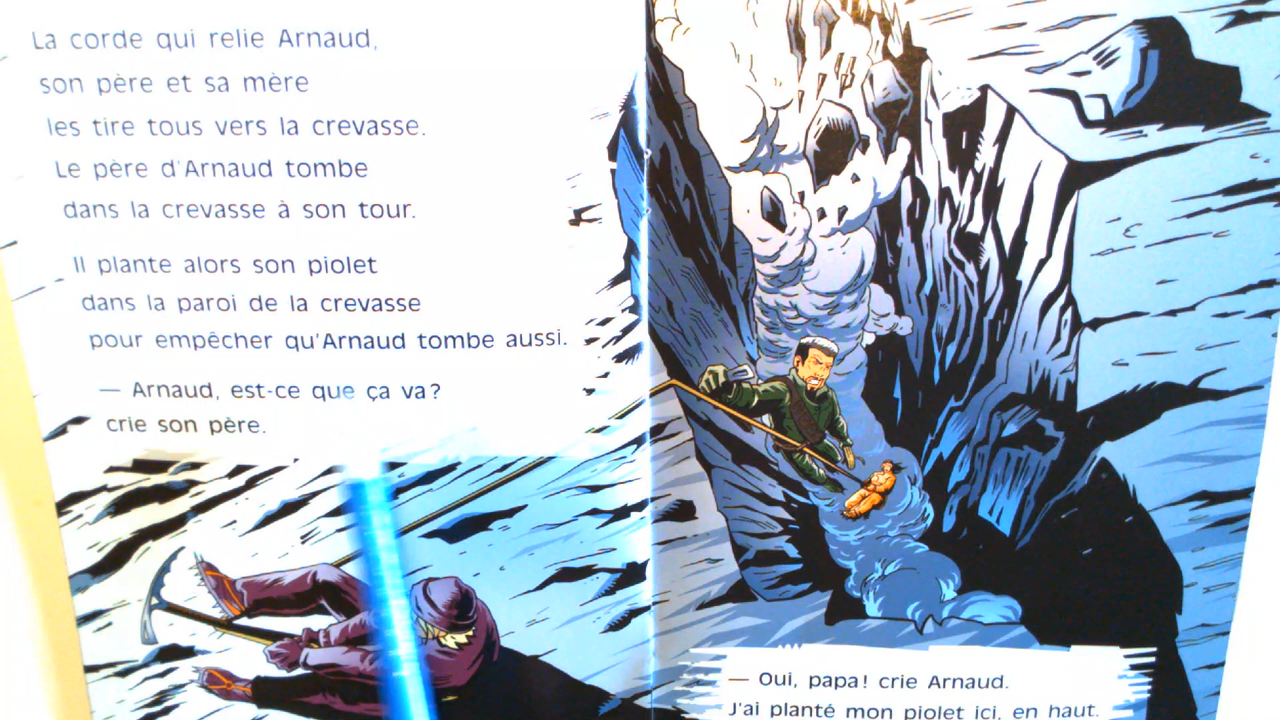 La corde qui relie Arnaud,
son père et sa mère
les tire tous vers la crevasse.
Le père d'Arnaud tombe
dans la crevasse à son tour.
Il plante alors son piolet
dans la paroi de la crevasse
pour empêcher qu'Arnaud tombe aussi.
— Arnaud, est-ce que ça va?
crie son père.
— Oui, papa! crie Arnaud.
J'ai planté mon piolet ici, en haut.